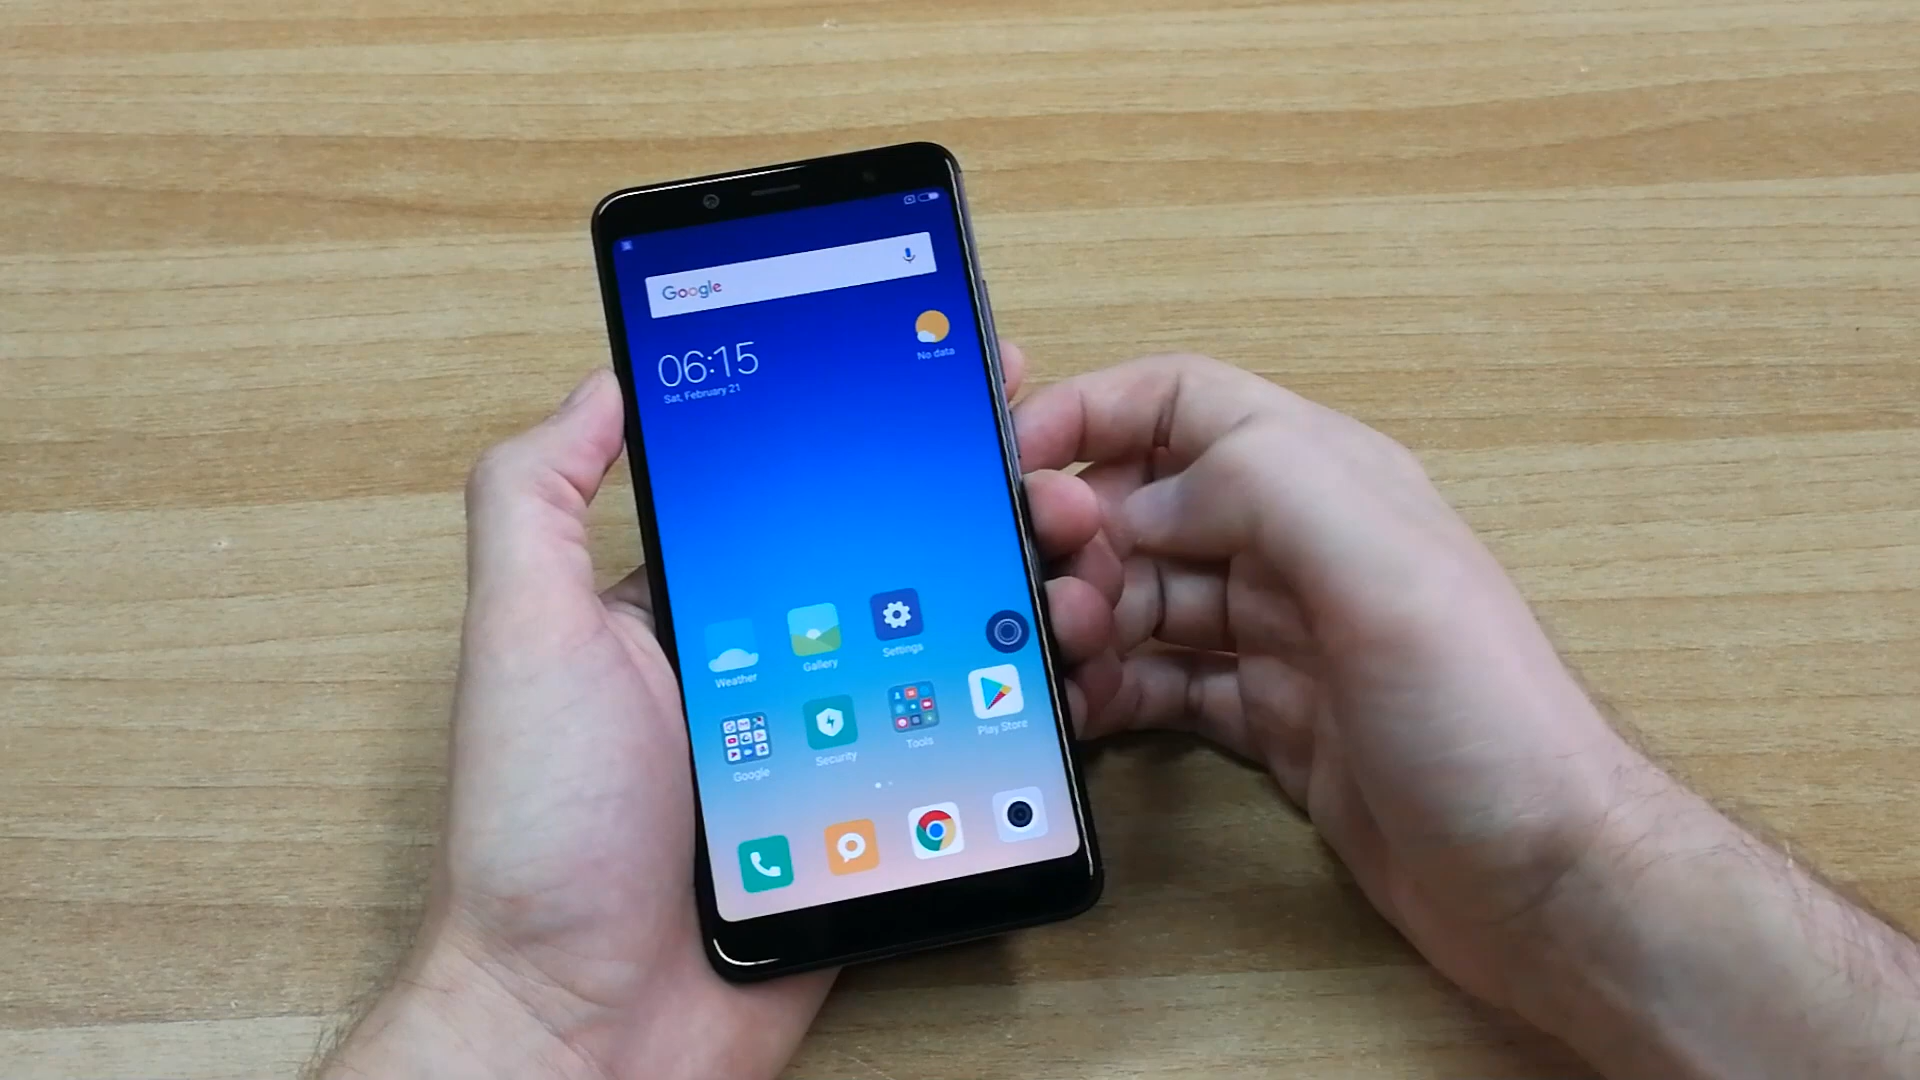 Google
06:15
Sat, February 21
No data
Weather
Gallery
Settings
Google
Security
Tools
Play Store